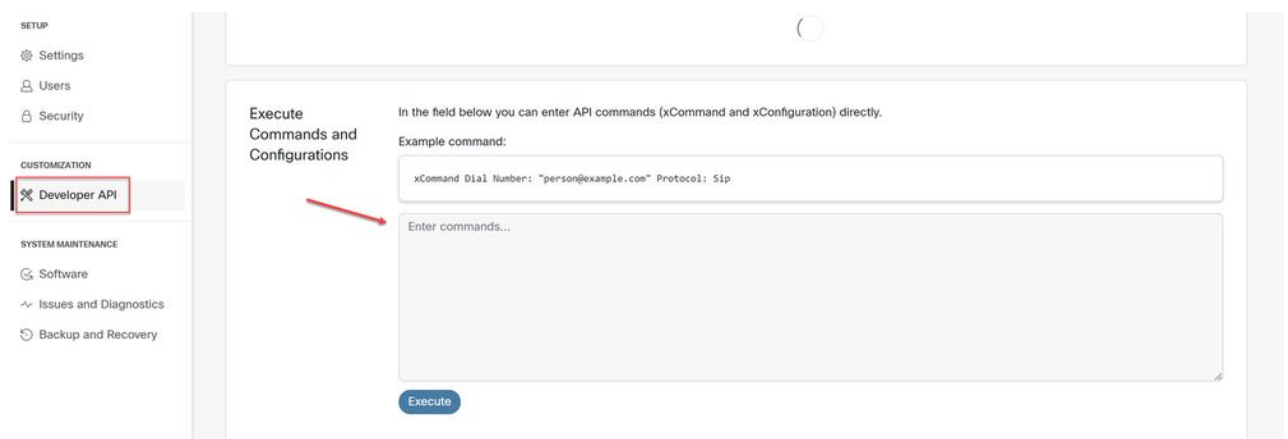 SETUP
Settings
Users
Security
CUSTOMIZATION
Developer API
SYSTEM MAINTENANCE
Software
Issues and Diagnostics
Backup and Recovery
Execute
Commands and
Configurations
In the field below you can enter API commands (xCommand and xConfiguration) directly.
Example command:
xCommand Dial Number: "person@example.com" Protocol: Sip
Enter commands...
Execute